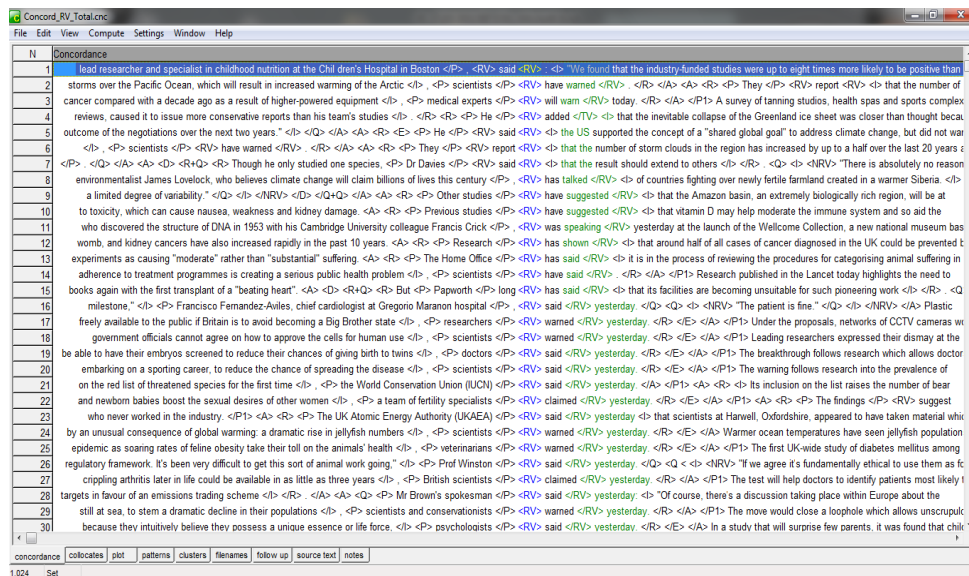 Concord_RV_Total.cnc
File Edit View Compute Settings Window Help
N Concordance
1 lead researcher and specialist in childhood nutrition at the Chil dren's Hospital in Boston </P> , <RV> said <RV> : <I> "We found that the industry-funded studies were up to eight times more likely to be positive than
2 storms over the Pacific Ocean, which will result in increased warming of the Arctic </I> , <P> scientists </P> <RV> have warned </RV> . </R> </A> <A> <R> <P> They </P> <RV> report <RV> <I> that the number of
3 cancer compared with a decade ago as a result of higher-powered equipment </I> , <P> medical experts </P> <RV> will warn </RV> today. </R> </A> </P1> A survey of tanning studios, health spas and sports complex
4 reviews, caused it to issue more conservative reports than his team's studies </I> . </R> <R> <P> He </P> <RV> added </TV> <I> that the inevitable collapse of the Greenland ice sheet was closer than thought becau
5 outcome of the negotiations over the next two years." </I> </Q> </A> <A> <R> <E> <P> He </P> <RV> said <RV> <I> the US supported the concept of a "shared global goal" to address climate change, but did not wan
6 </I> , <P> scientists </P> <RV> have warned </RV> . </R> </A> <A> <R> <P> They </P> <RV> report <RV> <I> that the number of storm clouds in the region has increased by up to a half over the last 20 years a
7 </P> . </Q> </A> <A> <D> <R+Q> <R> Though he only studied one species, <P> Dr Davies </P> <RV> said <RV> <I> that the result should extend to others </I> </R> . <Q> <I> <NRV> "There is absolutely no reason
8 environmentalist James Lovelock, who believes climate change will claim billions of lives this century </P> , <RV> has talked </RV> <I> of countries fighting over newly fertile farmland created in a warmer Siberia. </I>
9 a limited degree of variability." </Q> </I> </NRV> </D> </Q+Q> </A> <A> <R> <P> Other studies </P> <RV> have suggested </RV> <I> that the Amazon basin, an extremely biologically rich region, will be at
10 to toxicity, which can cause nausea, weakness and kidney damage. <A> <R> <P> Previous studies </P> <RV> have suggested </RV> <I> that vitamin D may help moderate the immune system and so aid the
11 who discovered the structure of DNA in 1953 with his Cambridge University colleague Francis Crick </P> , <RV> was speaking </RV> yesterday at the launch of the Wellcome Collection, a new national museum bas
12 womb, and kidney cancers have also increased rapidly in the past 10 years. <A> <R> <P> Research </P> <RV> has shown </RV> <I> that around half of all cases of cancer diagnosed in the UK could be prevented b
13 experiments as causing "moderate" rather than "substantial" suffering. <A> <R> <P> The Home Office </P> <RV> has said </RV> <I> it is in the process of reviewing the procedures for categorising animal suffering in
14 adherence to treatment programmes is creating a serious public health problem </I> , <P> scientists </P> <RV> have said </RV> . </R> </A> </P1> Research published in the Lancet today highlights the need to
15 books again with the first transplant of a "beating heart". <A> <D> <R+Q> <R> But <P> Papworth </P> long <RV> has said </RV> <I> that its facilities are becoming unsuitable for such pioneering work </I> </R> . <Q
16 milestone," </I> <P> Francisco Fernandez-Aviles, chief cardiologist at Gregorio Maranon hospital </P> , <RV> said </RV> yesterday. </Q> <Q> <I> <NRV> "The patient is fine." </Q> </I> </NRV> </A> Plastic
17 freely available to the public if Britain is to avoid becoming a Big Brother state </I> , <P> researchers </P> <RV> warned </RV> yesterday. </R> </E> </A> </P1> Under the proposals, networks of CCTV cameras wo
18 government officials cannot agree on how to approve the cells for human use </I> , <P> scientists </P> <RV> warned </RV> yesterday. </R> </E> </A> </P1> Leading researchers expressed their dismay at the
19 be able to have their embryos screened to reduce their chances of giving birth to twins </I> , <P> doctors </P> <RV> said </RV> yesterday. </R> </E> </A> </P1> The breakthrough follows research which allows doctor
20 embarking on a sporting career, to reduce the chance of spreading the disease </I> , <P> scientists </P> <RV> said </RV> yesterday. </R> </E> </A> </P1> The warning follows research into the prevalence of
21 on the red list of threatened species for the first time </I> , <P> the World Conservation Union (IUCN) </P> <RV> said </RV> yesterday. </A> </P1> <A> <R> <I> Its inclusion on the list raises the number of bear
22 and newborn babies boost the sexual desires of other women </I> , <P> a team of fertility specialists </P> <RV> claimed </RV> yesterday. </R> </E> </A> </P1> <A> <R> <P> The findings </P> <RV> suggest
23 who never worked in the industry. </P1> <A> <R> <P> The UK Atomic Energy Authority (UKAEA) </P> <RV> said </RV> yesterday <I> that scientists at Harwell, Oxfordshire, appeared to have taken material whic
24 by an unusual consequence of global warming: a dramatic rise in jellyfish numbers </I> , <P> scientists </P> <RV> warned </RV> yesterday. </R> </E> </A> Warmer ocean temperatures have seen jellyfish population
25 epidemic as soaring rates of feline obesity take their toll on the animals' health </I> , <P> veterinarians </P> <RV> warned </RV> yesterday. </R> </E> </A> </P1> The first UK-wide study of diabetes mellitus among
26 regulatory framework. It's been very difficult to get this sort of animal work going," </I> <P> Prof Winston </P> <RV> said </RV> yesterday. </Q> <Q < <I> <NRV> "If we agree it's fundamentally ethical to use them as fo
27 crippling arthritis later in life could be available in as little as three years </I> , <P> British scientists </P> <RV> claimed </RV> yesterday. </R> </A> </P1> The test will help doctors to identify patients most likely t
28 targets in favour of an emissions trading scheme </I> </R> . </A> <A> <Q> <P> Mr Brown's spokesman </P> <RV> said </RV> yesterday: <I> "Of course, there's a discussion taking place within Europe about the
29 still at sea, to stem a dramatic decline in their populations </I> , <P> scientists and conservationists </P> <RV> warned </RV> yesterday. </R> </E> </A> </P1> The move would close a loophole which allows unscrupulo
30 because they intuitively believe they possess a unique essence or life force, </I> <P> psychologists </P> <RV> said </RV> yesterday. </R> </E> </A> In a study that will surprise few parents, it was found that chilc
concordance collocates plot patterns clusters filenames follow up source text notes
1,024 Set